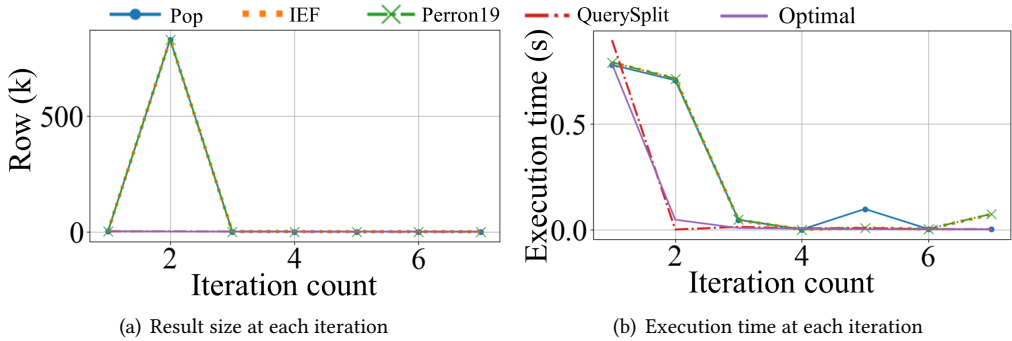 Pop IEF Perron19 QuerySplit Optimal
Row (k)
500
0
2 4 6
Iteration count
(a) Result size at each iteration
Execution time (s)
0.5
0.0
2 4 6
Iteration count
(b) Execution time at each iteration